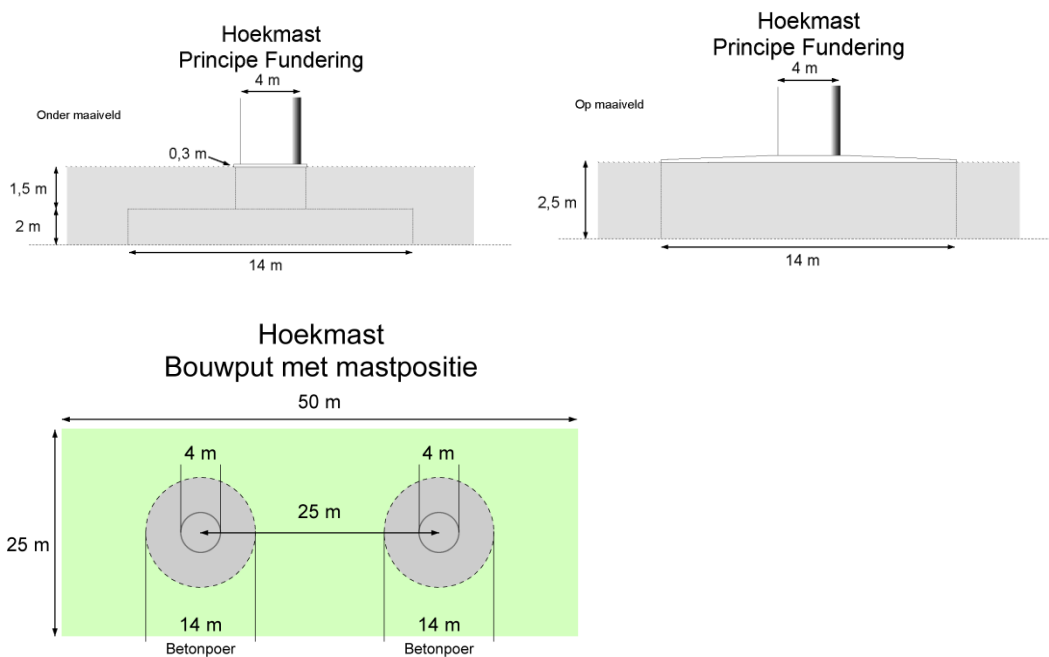 Hoekmast
Principe Fundering
4 m
Onder maaiveld
0,3 m
1,5 m
2 m
14 m
Hoekmast
Principe Fundering
4 m
Op maaiveld
2,5 m
14 m
Hoekmast
Bouwput met mastpositie
50 m
4 m
4 m
25 m
25 m
14 m
14 m
Betonpoer
Betonpoer